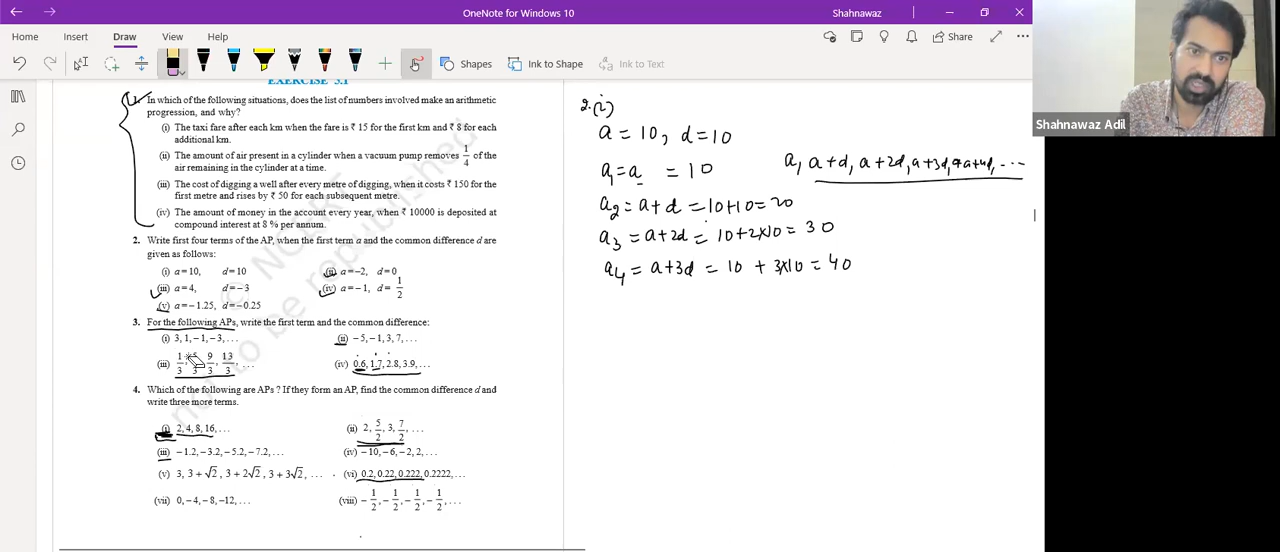 OneNote for Windows 10
Shahnawaz
Home Insert Draw View Help
Share
Shapes Ink to Shape Ink to Text
EXERCISE 5.1
1. In which of the following situations, does the list of numbers involved make an arithmetic
progression, and why?
(i) The taxi fare after each km when the fare is ₹ 15 for the first km and ₹ 8 for each
additional km.
(ii) The amount of air present in a cylinder when a vacuum pump removes 1/4 of the
air remaining in the cylinder at a time.
(iii) The cost of digging a well after every metre of digging, when it costs ₹ 150 for the
first metre and rises by ₹ 50 for each subsequent metre.
(iv) The amount of money in the account every year, when ₹ 10000 is deposited at
compound interest at 8 % per annum.
2. Write first four terms of the AP, when the first term a and the common difference d are
given as follows:
(i) a = 10, d = 10 (ii) a = –2, d = 0
(iii) a = 4, d = – 3 (iv) a = – 1, d = 1/2
(v) a = – 1.25, d = – 0.25
3. For the following APs, write the first term and the common difference:
(i) 3, 1, – 1, – 3, . . . (ii) – 5, – 1, 3, 7, . . .
(iii) 1/3, 5/3, 9/3, 13/3, . . . (iv) 0.6, 1.7, 2.8, 3.9, . . .
4. Which of the following are APs ? If they form an AP, find the common difference d and
write three more terms.
(i) 2, 4, 8, 16, . . . (ii) 2, 5/2, 3, 7/2, . . .
(iii) – 1.2, – 3.2, – 5.2, – 7.2, . . . (iv) – 10, – 6, – 2, 2, . . .
(v) 3, 3 + √2, 3 + 2√2, 3 + 3√2, . . . (vi) 0.2, 0.22, 0.222, 0.2222, . . .
(vii) 0, – 4, – 8, –12, . . . (viii) – 1/2, – 1/2, – 1/2, – 1/2, . . .
2. (i)
a = 10, d = 10
a₁ = a = 10
a, a+d, a+2d, a+3d, a+4d, ...
a₂ = a+d = 10+10 = 20
a₃ = a+2d = 10+2×10 = 30
a₄ = a+3d = 10 + 3×10 = 40
Shahnawaz Adil